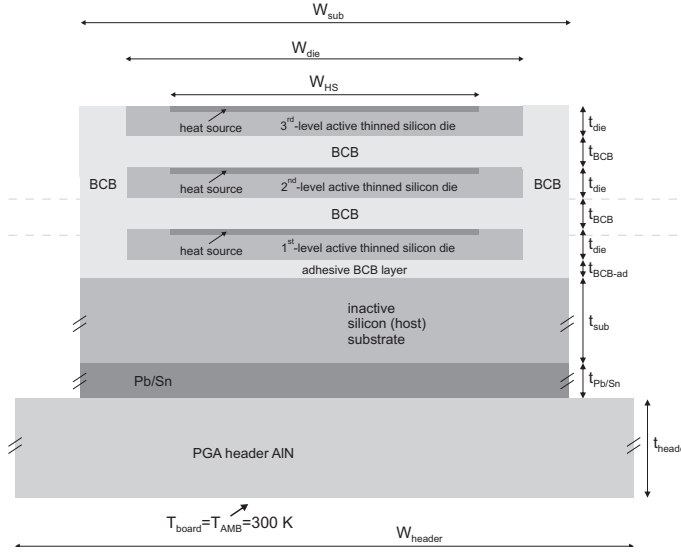 W_sub
W_die
W_HS
heat source 3rd-level active thinned silicon die t_die
BCB t_BCB
BCB heat source 2nd-level active thinned silicon die BCB t_die
BCB t_BCB
heat source 1st-level active thinned silicon die t_die
adhesive BCB layer t_BCB-ad
inactive
silicon (host) t_sub
substrate
Pb/Sn t_Pb/Sn
PGA header AlN t_heade
T_board=T_AMB=300 K
W_header